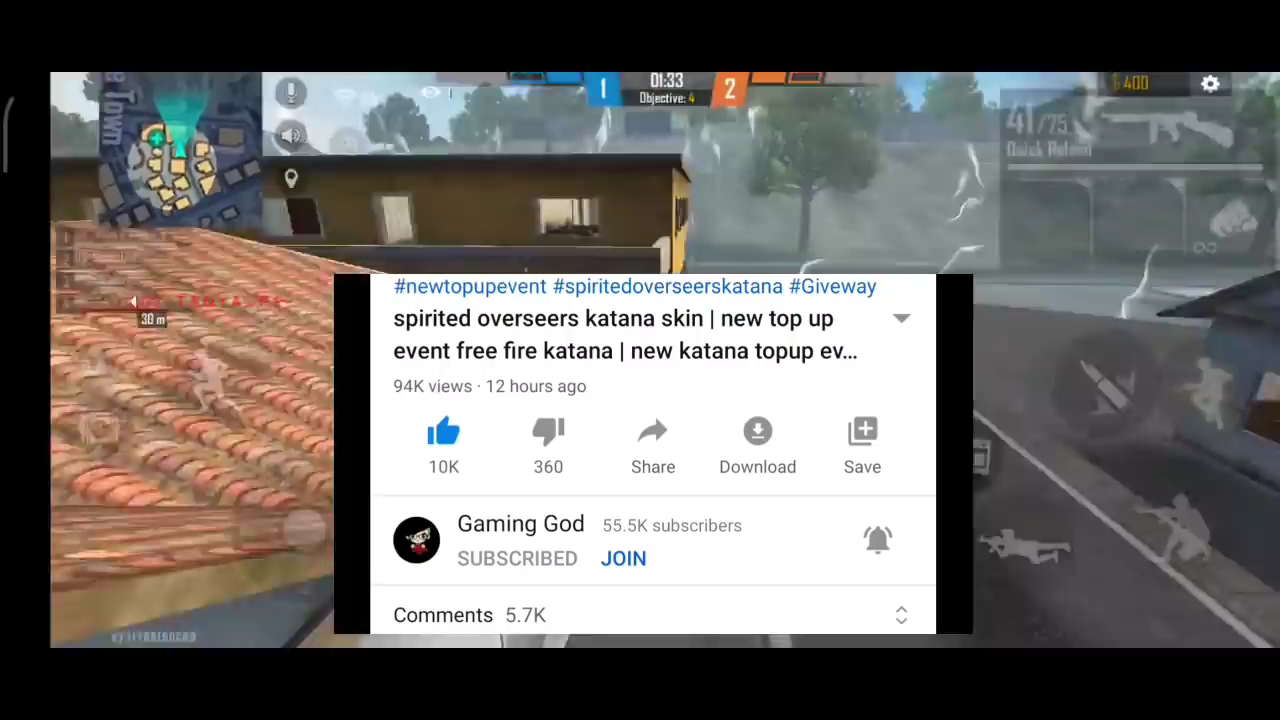 Town
1
01:33
Objective: 4
2
400
41/75
Quick Reload
30 m
#newtopupevent #spiritedoverseerskatana #Giveway
spirited overseers katana skin | new top up
event free fire katana | new katana topup ev...
94K views · 12 hours ago
10K
360
Share
Download
Save
Gaming God 55.5K subscribers
SUBSCRIBED JOIN
Comments 5.7K